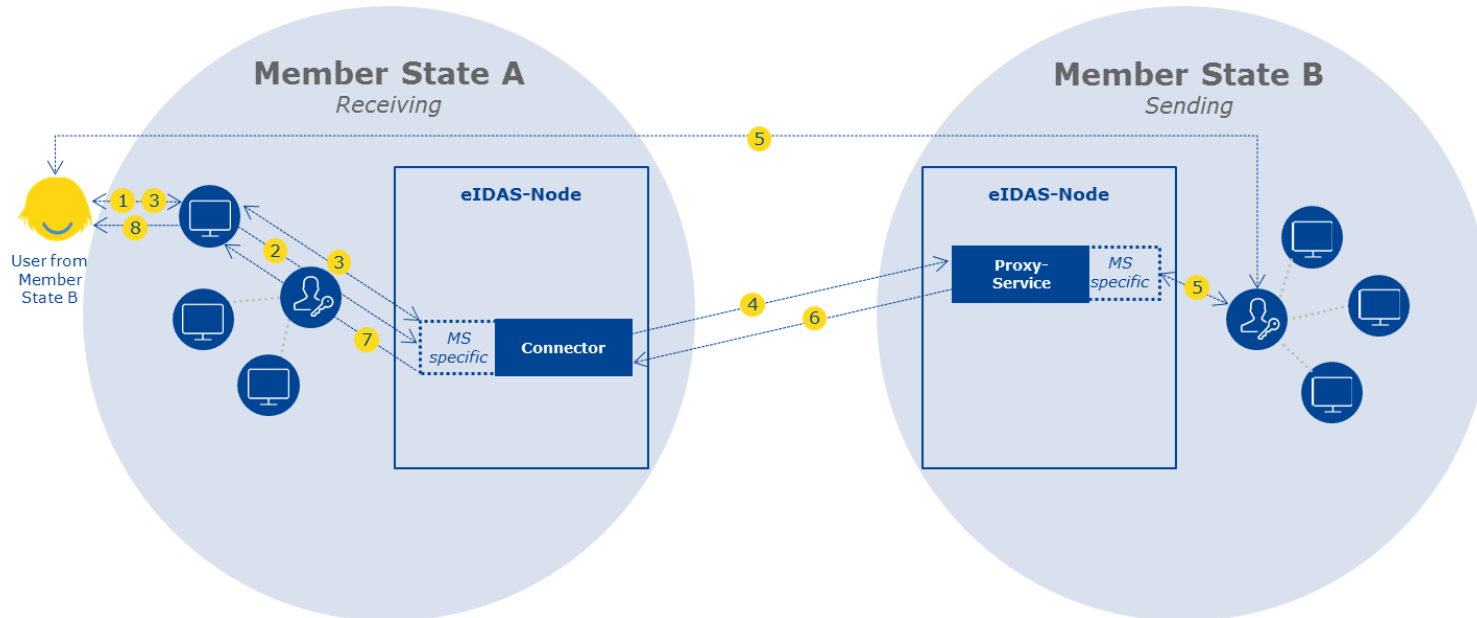 Member State A
Receiving
Member State B
Sending
5
eIDAS-Node
eIDAS-Node
1
3
8
2
3
User from
Member
State B
Proxy-
Service
MS
specific
5
4
6
7
MS
specific
Connector